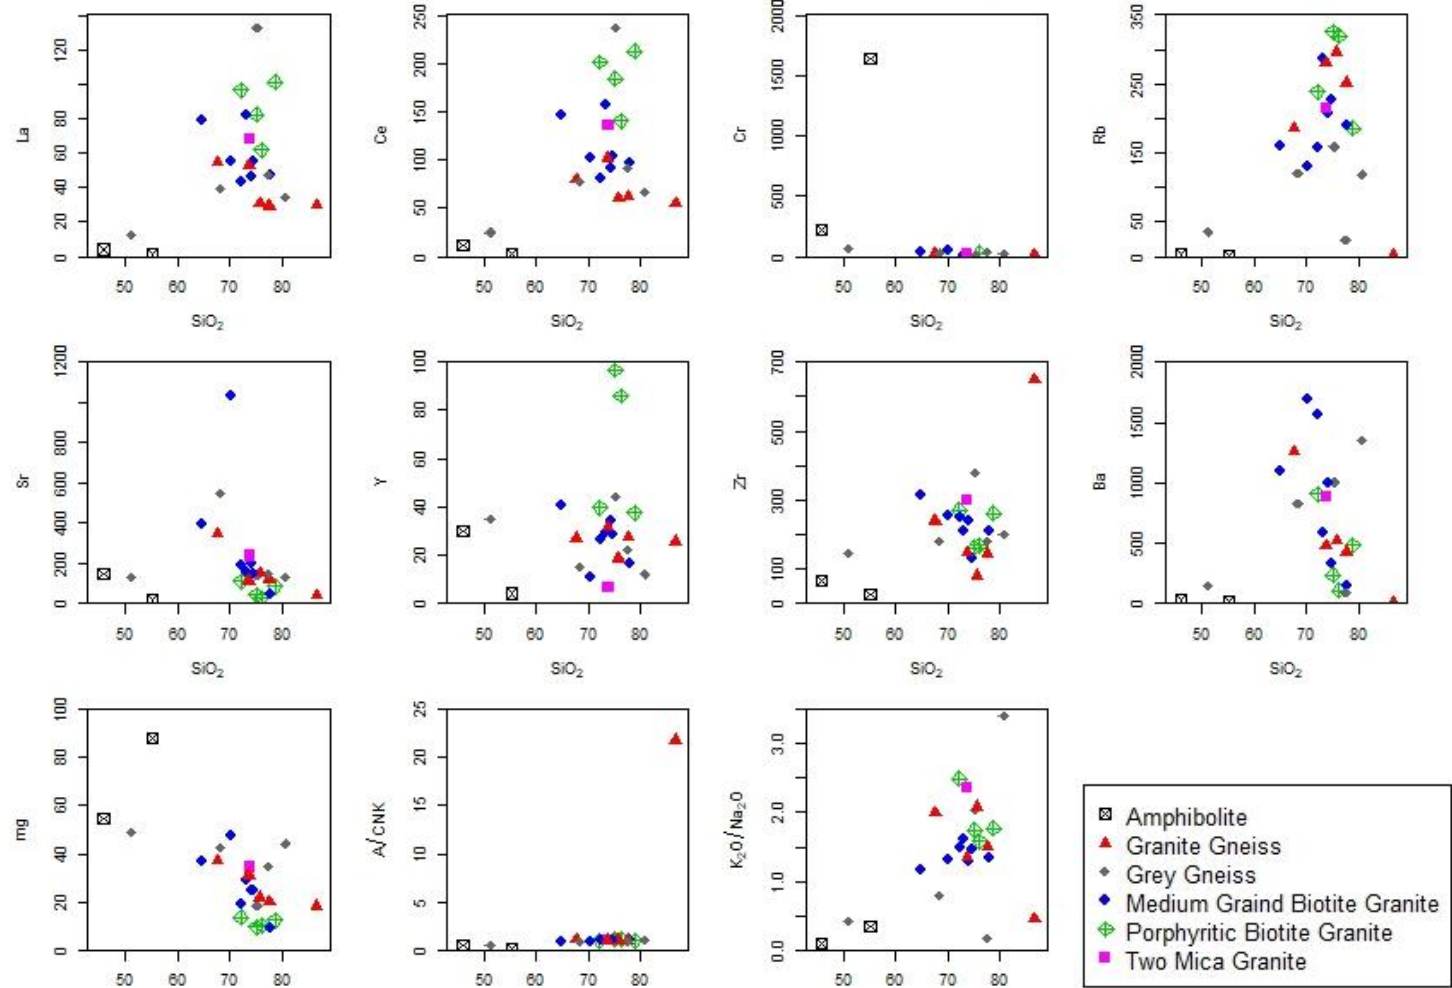 La
0 20 40 60 80 120
50 60 70 80
SiO₂
Ce
0 50 100 150 200 250
50 60 70 80
SiO₂
Cr
0 500 1000 1500 2000
50 60 70 80
SiO₂
Rb
0 50 150 250 350
50 60 70 80
SiO₂
Sr
0 200 400 600 800 1200
50 60 70 80
SiO₂
Y
0 20 40 60 80 100
50 60 70 80
SiO₂
Zr
0 100 300 500 700
50 60 70 80
SiO₂
Ba
0 500 1000 1500 2000
50 60 70 80
SiO₂
mg
0 20 40 60 80 100
50 60 70 80
A/CNK
0 5 10 15 20 25
50 60 70 80
K₂O/Na₂O
0.0 1.0 2.0 3.0
50 60 70 80
Amphibolite
Granite Gneiss
Grey Gneiss
Medium Graind Biotite Granite
Porphyritic Biotite Granite
Two Mica Granite